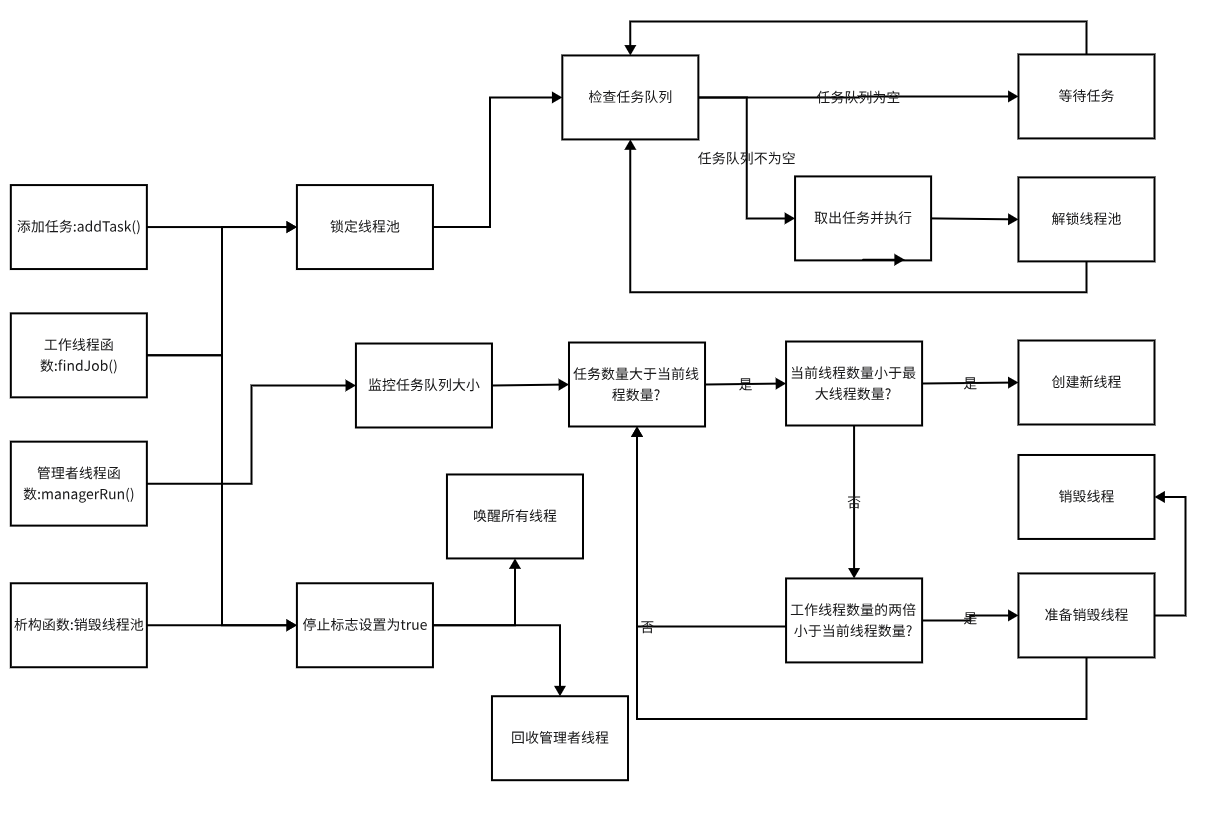 检查任务队列
任务队列为空
等待任务
任务队列不为空
添加任务:addTask()
锁定线程池
取出任务并执行
解锁线程池
工作线程函
数:findJob()
监控任务队列大小
任务数量大于当前线
程数量?
是
当前线程数量小于最
大线程数量?
是
创建新线程
管理者线程函
数:managerRun()
唤醒所有线程
否
销毁线程
析构函数:销毁线程池
停止标志设置为true
否
工作线程数量的两倍
小于当前线程数量?
是
准备销毁线程
回收管理者线程